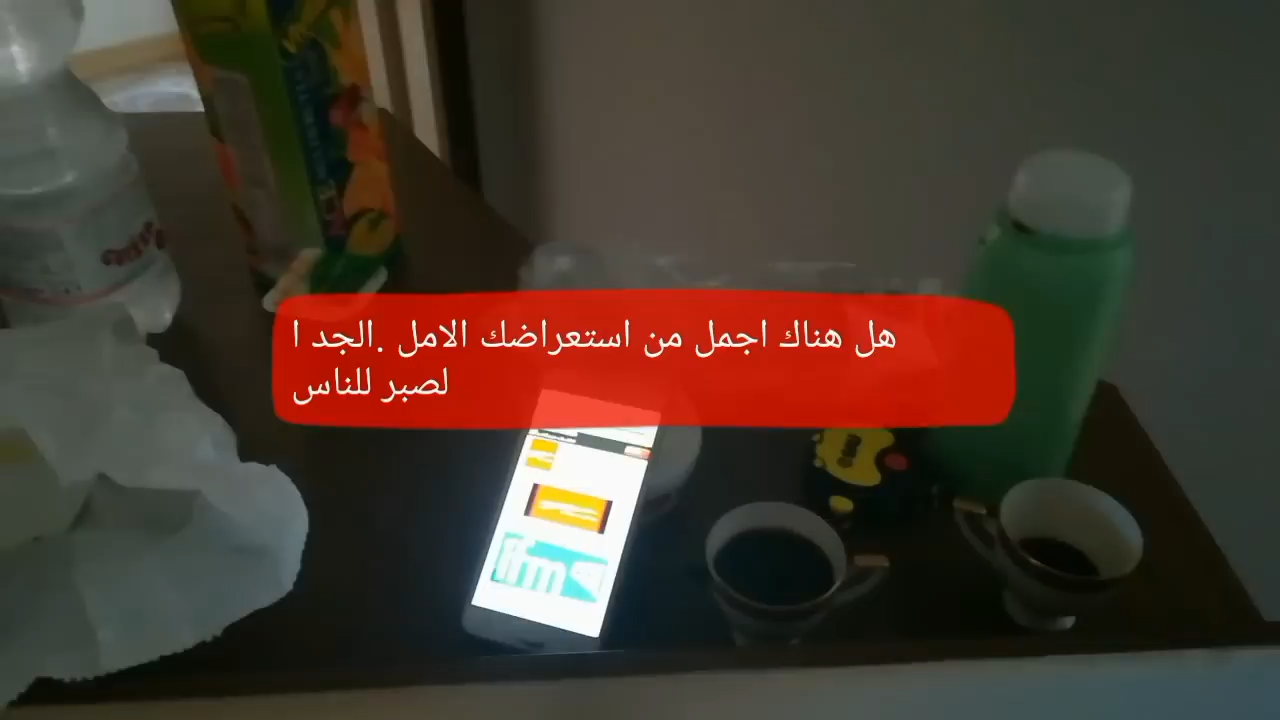 هل هناك اجمل من استعراضك الامل .الجد ا
لصبر للناس